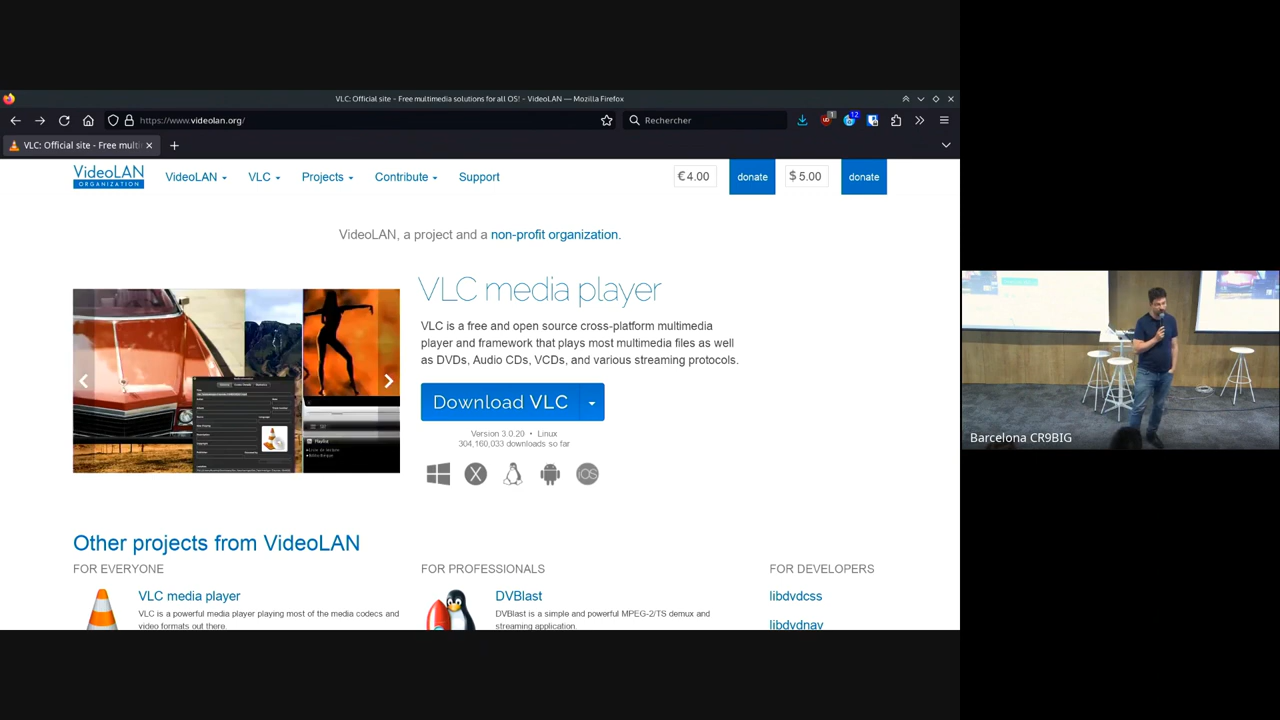 VLC: Official site - Free multimedia solutions for all OS! - VideoLAN — Mozilla Firefox
https://www.videolan.org/
Rechercher
1
12
VLC: Official site - Free multi
VideoLAN
ORGANIZATION
VideoLAN
VLC
Projects
Contribute
Support
€ 4.00
donate
$ 5.00
donate
VideoLAN, a project and a non-profit organization.
VLC media player
VLC is a free and open source cross-platform multimedia
player and framework that plays most multimedia files as well
as DVDs, Audio CDs, VCDs, and various streaming protocols.
Download VLC
Version 3.0.20 • Linux
304,160,033 downloads so far
iOS
Other projects from VideoLAN
FOR EVERYONE
VLC media player
VLC is a powerful media player playing most of the media codecs and
video formats out there.
FOR PROFESSIONALS
DVBlast
DVBlast is a simple and powerful MPEG-2/TS demux and
streaming application.
FOR DEVELOPERS
libdvdcss
libdvdnav
Barcelona CR9BIG